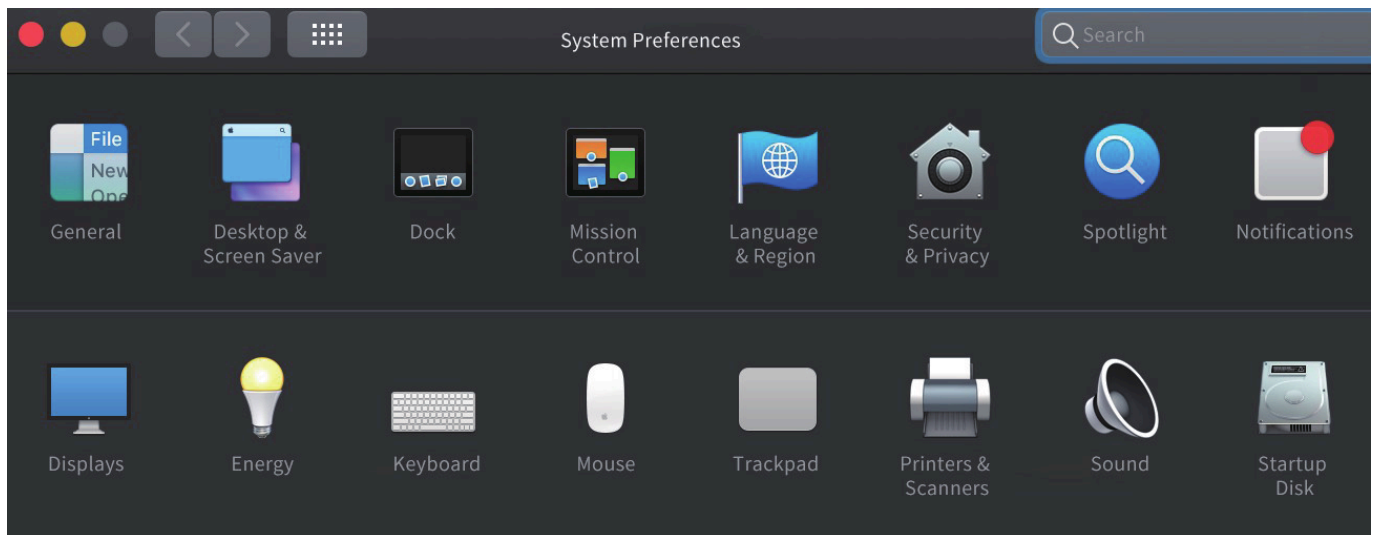 System Preferences
Search
File
New
Ope
General
Desktop &
Screen Saver
Dock
Mission
Control
Language
& Region
Security
& Privacy
Spotlight
Notifications
Displays
Energy
Keyboard
Mouse
Trackpad
Printers &
Scanners
Sound
Startup
Disk